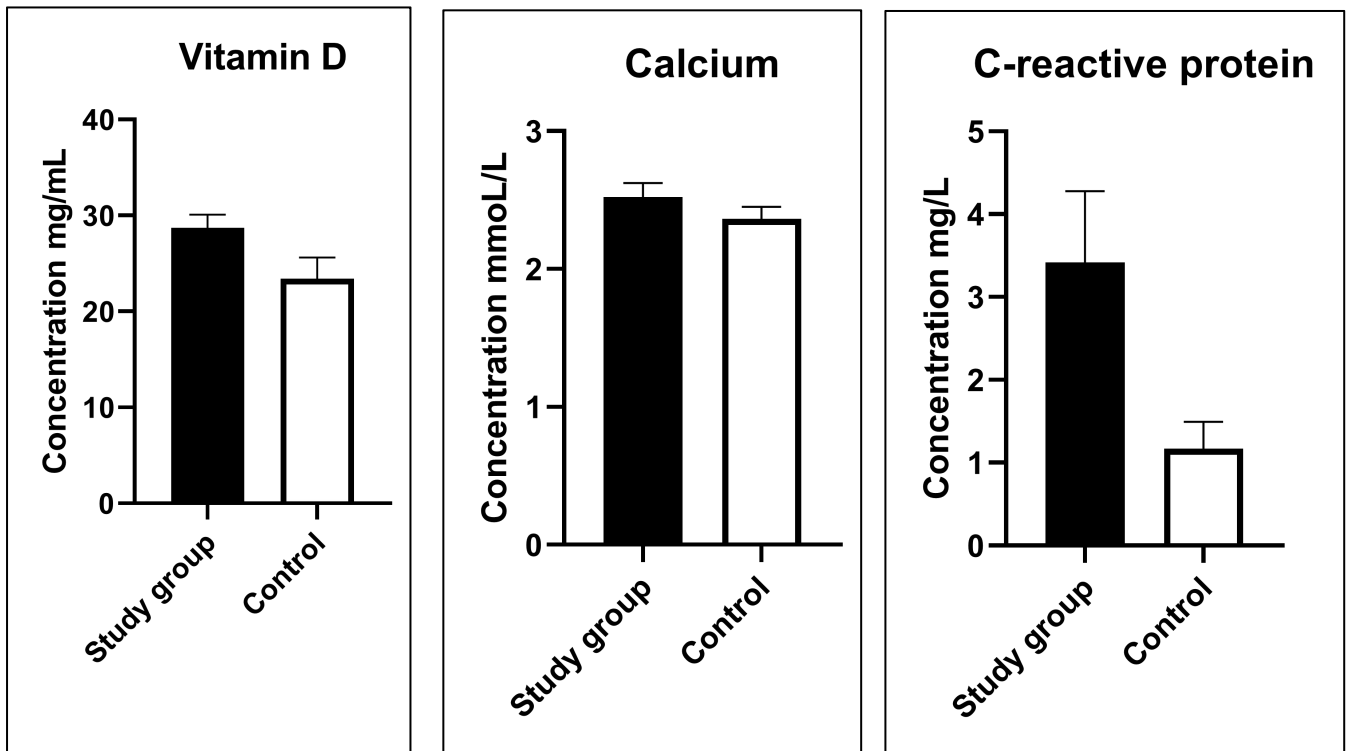 Vitamin D
Concentration mg/mL
40
30
20
10
0
Study group
Control
Calcium
Concentration mmoL/L
3
2
1
0
Study group
Control
C-reactive protein
Concentration mg/L
5
4
3
2
1
0
Study group
Control